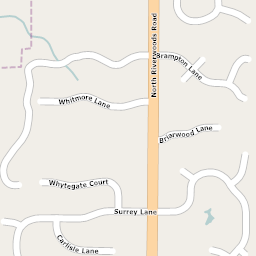 North Riverwoods Road
Brampton Lane
Whitmore Lane
Briarwood Lane
Whytegate Court
Surrey Lane
Carlisle Lane